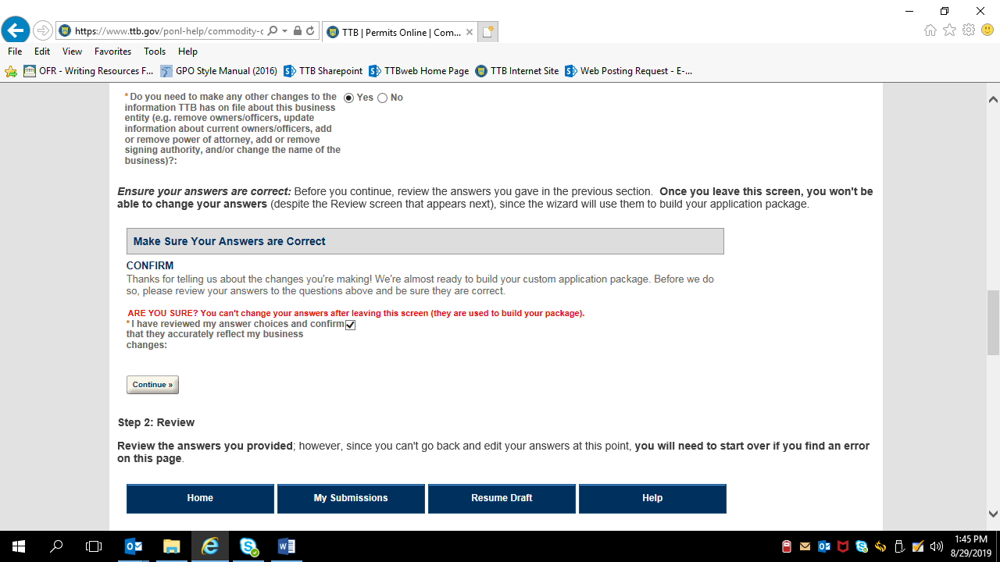 https://www.ttb.gov/ponl-help/commodity-c
TTB | Permits Online | Com...
File Edit View Favorites Tools Help
OFR - Writing Resources F... GPO Style Manual (2016) TTB Sharepoint TTBweb Home Page TTB Internet Site Web Posting Request - E-...
*Do you need to make any other changes to the Yes No
information TTB has on file about this business
entity (e.g. remove owners/officers, update
information about current owners/officers, add
or remove power of attorney, add or remove
signing authority, and/or change the name of the
business)?:
Ensure your answers are correct: Before you continue, review the answers you gave in the previous section. Once you leave this screen, you won't be
able to change your answers (despite the Review screen that appears next), since the wizard will use them to build your application package.
Make Sure Your Answers are Correct
CONFIRM
Thanks for telling us about the changes you're making! We're almost ready to build your custom application package. Before we do
so, please review your answers to the questions above and be sure they are correct.
ARE YOU SURE? You can't change your answers after leaving this screen (they are used to build your package).
*I have reviewed my answer choices and confirm
that they accurately reflect my business
changes:
Continue »
Step 2: Review
Review the answers you provided; however, since you can't go back and edit your answers at this point, you will need to start over if you find an error
on this page.
Home My Submissions Resume Draft Help
1:45 PM
8/29/2019